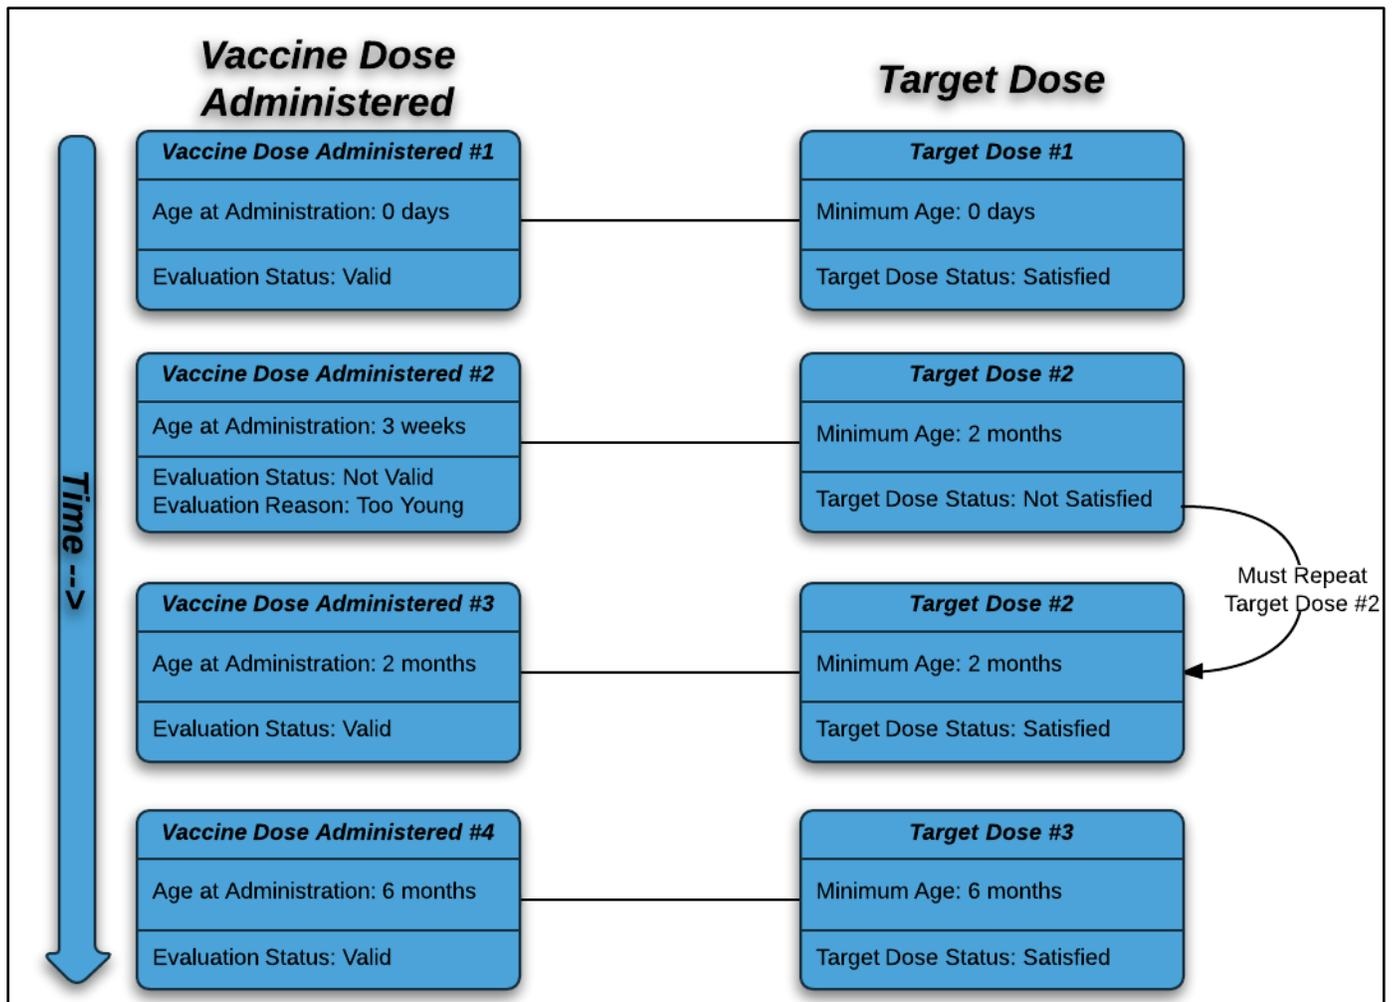 Vaccine Dose
Administered
Target Dose
Time -->
Vaccine Dose Administered #1
Age at Administration: 0 days
Evaluation Status: Valid
Target Dose #1
Minimum Age: 0 days
Target Dose Status: Satisfied
Vaccine Dose Administered #2
Age at Administration: 3 weeks
Evaluation Status: Not Valid
Evaluation Reason: Too Young
Target Dose #2
Minimum Age: 2 months
Target Dose Status: Not Satisfied
Must Repeat
Target Dose #2
Vaccine Dose Administered #3
Age at Administration: 2 months
Evaluation Status: Valid
Target Dose #2
Minimum Age: 2 months
Target Dose Status: Satisfied
Vaccine Dose Administered #4
Age at Administration: 6 months
Evaluation Status: Valid
Target Dose #3
Minimum Age: 6 months
Target Dose Status: Satisfied